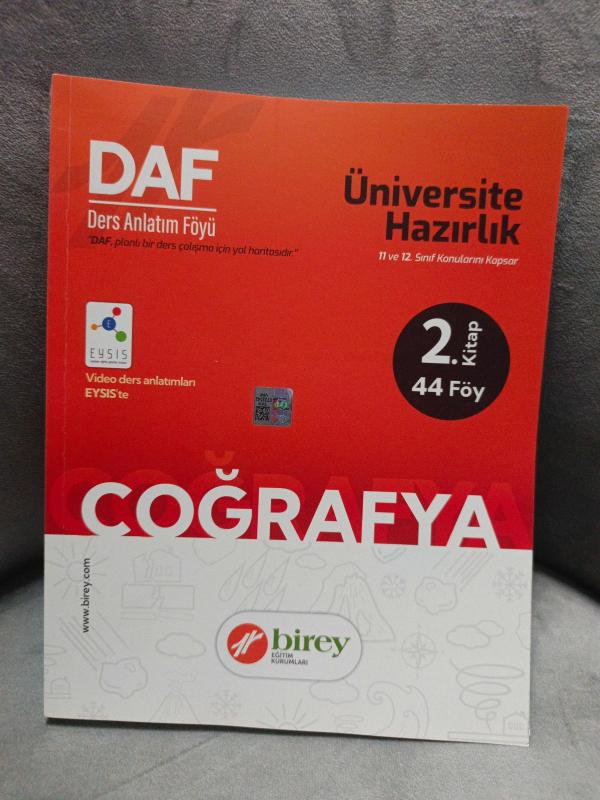 DAF
Ders Anlatım Föyü
"DAF, planlı bir ders çalışma için yol haritasıdır."
Üniversite
Hazırlık
11 ve 12. Sınıf Konularını Kapsar
2. Kitap
44 Föy
EYSIS
Video ders anlatımları
EYSIS'te
COĞRAFYA
www.birey.com
birey
EĞİTİM
KURUMLARI